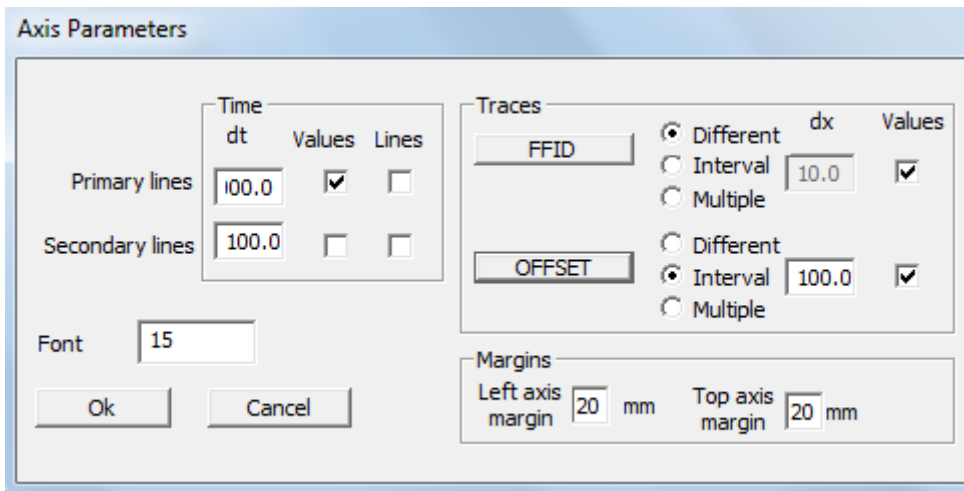 Axis Parameters
Time
dt Values Lines
Primary lines 00.0
Secondary lines 100.0
Font 15
Ok Cancel
Traces
dx Values
FFID
Different
Interval 10.0
Multiple
OFFSET
Different
Interval 100.0
Multiple
Margins
Left axis margin 20 mm
Top axis margin 20 mm